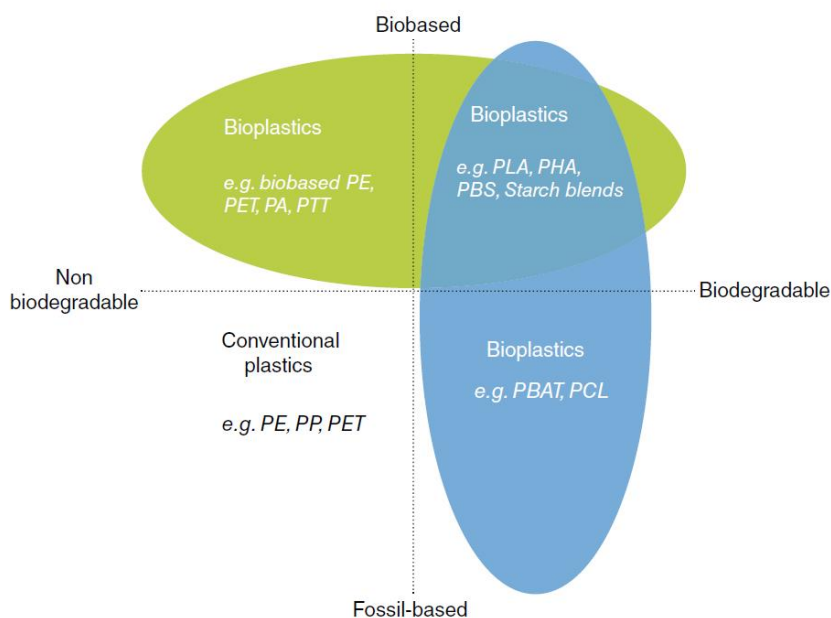 Biobased
Bioplastics
e.g. biobased PE,
PET, PA, PTT
Bioplastics
e.g. PLA, PHA,
PBS, Starch blends
Non
biodegradable
Biodegradable
Conventional
plastics
e.g. PE, PP, PET
Bioplastics
e.g. PBAT, PCL
Fossil-based